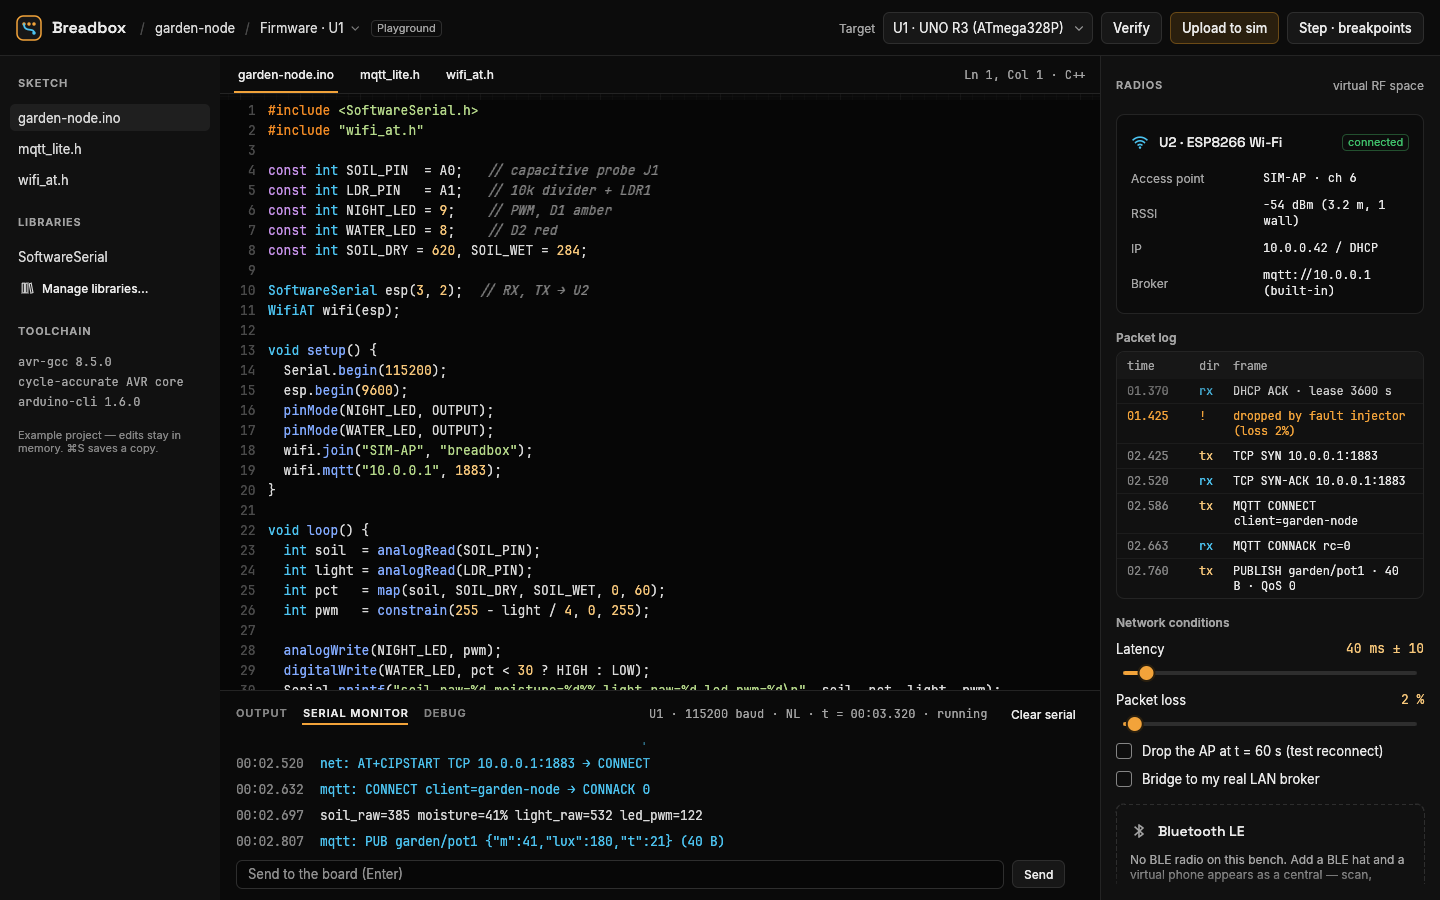 Breadbox / garden-node / Firmware · U1 Playground
Target U1 · UNO R3 (ATmega328P) Verify Upload to sim Step · breakpoints
SKETCH
garden-node.ino
mqtt_lite.h
wifi_at.h
LIBRARIES
SoftwareSerial
Manage libraries...
TOOLCHAIN
avr-gcc 8.5.0
cycle-accurate AVR core
arduino-cli 1.6.0
Example project — edits stay in
memory. ⌘S saves a copy.
garden-node.ino mqtt_lite.h wifi_at.h Ln 1, Col 1 · C++
1 #include <SoftwareSerial.h>
2 #include "wifi_at.h"
3
4 const int SOIL_PIN  = A0;   // capacitive probe J1
5 const int LDR_PIN   = A1;   // 10k divider + LDR1
6 const int NIGHT_LED = 9;    // PWM, D1 amber
7 const int WATER_LED = 8;    // D2 red
8 const int SOIL_DRY = 620, SOIL_WET = 284;
9
10 SoftwareSerial esp(3, 2);  // RX, TX → U2
11 WifiAT wifi(esp);
12
13 void setup() {
14   Serial.begin(115200);
15   esp.begin(9600);
16   pinMode(NIGHT_LED, OUTPUT);
17   pinMode(WATER_LED, OUTPUT);
18   wifi.join("SIM-AP", "breadbox");
19   wifi.mqtt("10.0.0.1", 1883);
20 }
21
22 void loop() {
23   int soil  = analogRead(SOIL_PIN);
24   int light = analogRead(LDR_PIN);
25   int pct   = map(soil, SOIL_DRY, SOIL_WET, 0, 60);
26   int pwm   = constrain(255 - light / 4, 0, 255);
27
28   analogWrite(NIGHT_LED, pwm);
29   digitalWrite(WATER_LED, pct < 30 ? HIGH : LOW);
30   Serial.printf("soil_raw=%d moisture=%d%% light_raw=%d led_pwm=%d\n", soil, pct, light, pwm);
OUTPUT SERIAL MONITOR DEBUG U1 · 115200 baud · NL · t = 00:03.320 · running Clear serial
00:02.520 net: AT+CIPSTART TCP 10.0.0.1:1883 → CONNECT
00:02.632 mqtt: CONNECT client=garden-node → CONNACK 0
00:02.697 soil_raw=385 moisture=41% light_raw=532 led_pwm=122
00:02.807 mqtt: PUB garden/pot1 {"m":41,"lux":180,"t":21} (40 B)
Send to the board (Enter) Send
RADIOS virtual RF space
U2 · ESP8266 Wi-Fi connected
Access point SIM-AP · ch 6
RSSI -54 dBm (3.2 m, 1
wall)
IP 10.0.0.42 / DHCP
Broker mqtt://10.0.0.1
(built-in)
Packet log
time dir frame
01.370 rx DHCP ACK · lease 3600 s
01.425 ! dropped by fault injector
(loss 2%)
02.425 tx TCP SYN 10.0.0.1:1883
02.520 rx TCP SYN-ACK 10.0.0.1:1883
02.586 tx MQTT CONNECT
client=garden-node
02.663 rx MQTT CONNACK rc=0
02.760 tx PUBLISH garden/pot1 · 40
B · QoS 0
Network conditions
Latency 40 ms ± 10
Packet loss 2 %
Drop the AP at t = 60 s (test reconnect)
Bridge to my real LAN broker
Bluetooth LE
No BLE radio on this bench. Add a BLE hat and a
virtual phone appears as a central — scan,